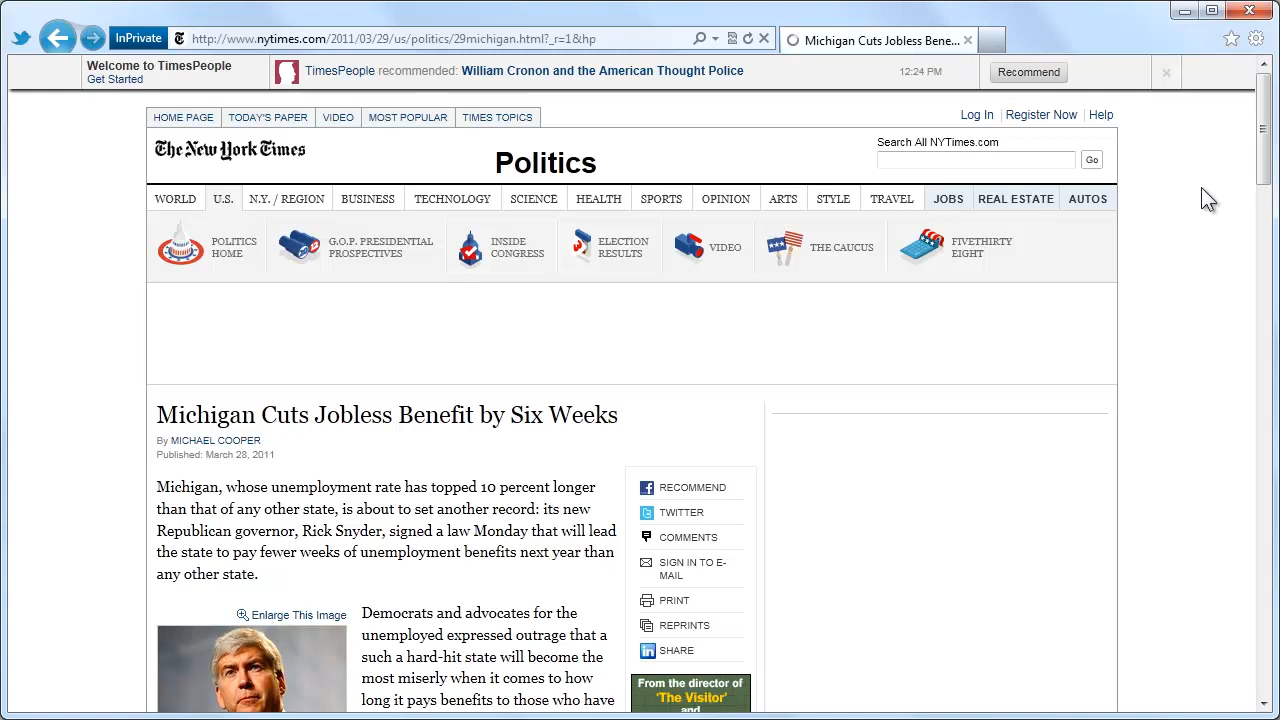 InPrivate
http://www.nytimes.com/2011/03/29/us/politics/29michigan.html?_r=1&hp
Michigan Cuts Jobless Bene...
Welcome to TimesPeople
Get Started
TimesPeople recommended: William Cronon and the American Thought Police
12:24 PM
Recommend
HOME PAGE
TODAY'S PAPER
VIDEO
MOST POPULAR
TIMES TOPICS
Log In
Register Now
Help
The New York Times
Politics
Search All NYTimes.com
Go
WORLD
U.S.
N.Y. / REGION
BUSINESS
TECHNOLOGY
SCIENCE
HEALTH
SPORTS
OPINION
ARTS
STYLE
TRAVEL
JOBS
REAL ESTATE
AUTOS
POLITICS
HOME
G.O.P. PRESIDENTIAL
PROSPECTIVES
INSIDE
CONGRESS
ELECTION
RESULTS
VIDEO
THE CAUCUS
FIVETHIRTY
EIGHT
Michigan Cuts Jobless Benefit by Six Weeks
By MICHAEL COOPER
Published: March 28, 2011
Michigan, whose unemployment rate has topped 10 percent longer
than that of any other state, is about to set another record: its new
Republican governor, Rick Snyder, signed a law Monday that will lead
the state to pay fewer weeks of unemployment benefits next year than
any other state.
Enlarge This Image
Democrats and advocates for the
unemployed expressed outrage that a
such a hard-hit state will become the
most miserly when it comes to how
long it pays benefits to those who have
RECOMMEND
TWITTER
COMMENTS
SIGN IN TO E-
MAIL
PRINT
REPRINTS
SHARE
From the director of
'The Visitor'
and